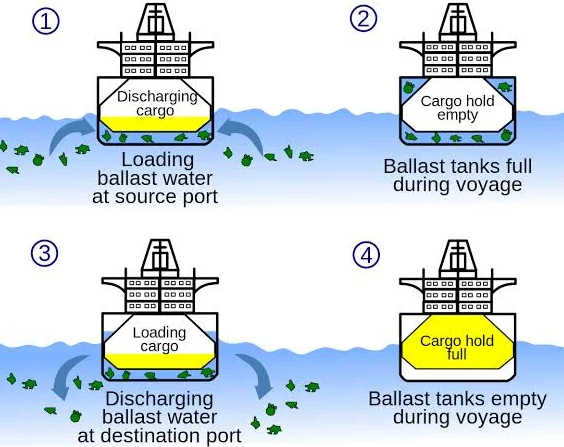 1
Discharging
cargo
Loading
ballast water
at source port
2
Cargo hold
empty
Ballast tanks full
during voyage
3
Loading
cargo
Discharging
ballast water
at destination port
4
Cargo hold
full
Ballast tanks empty
during voyage